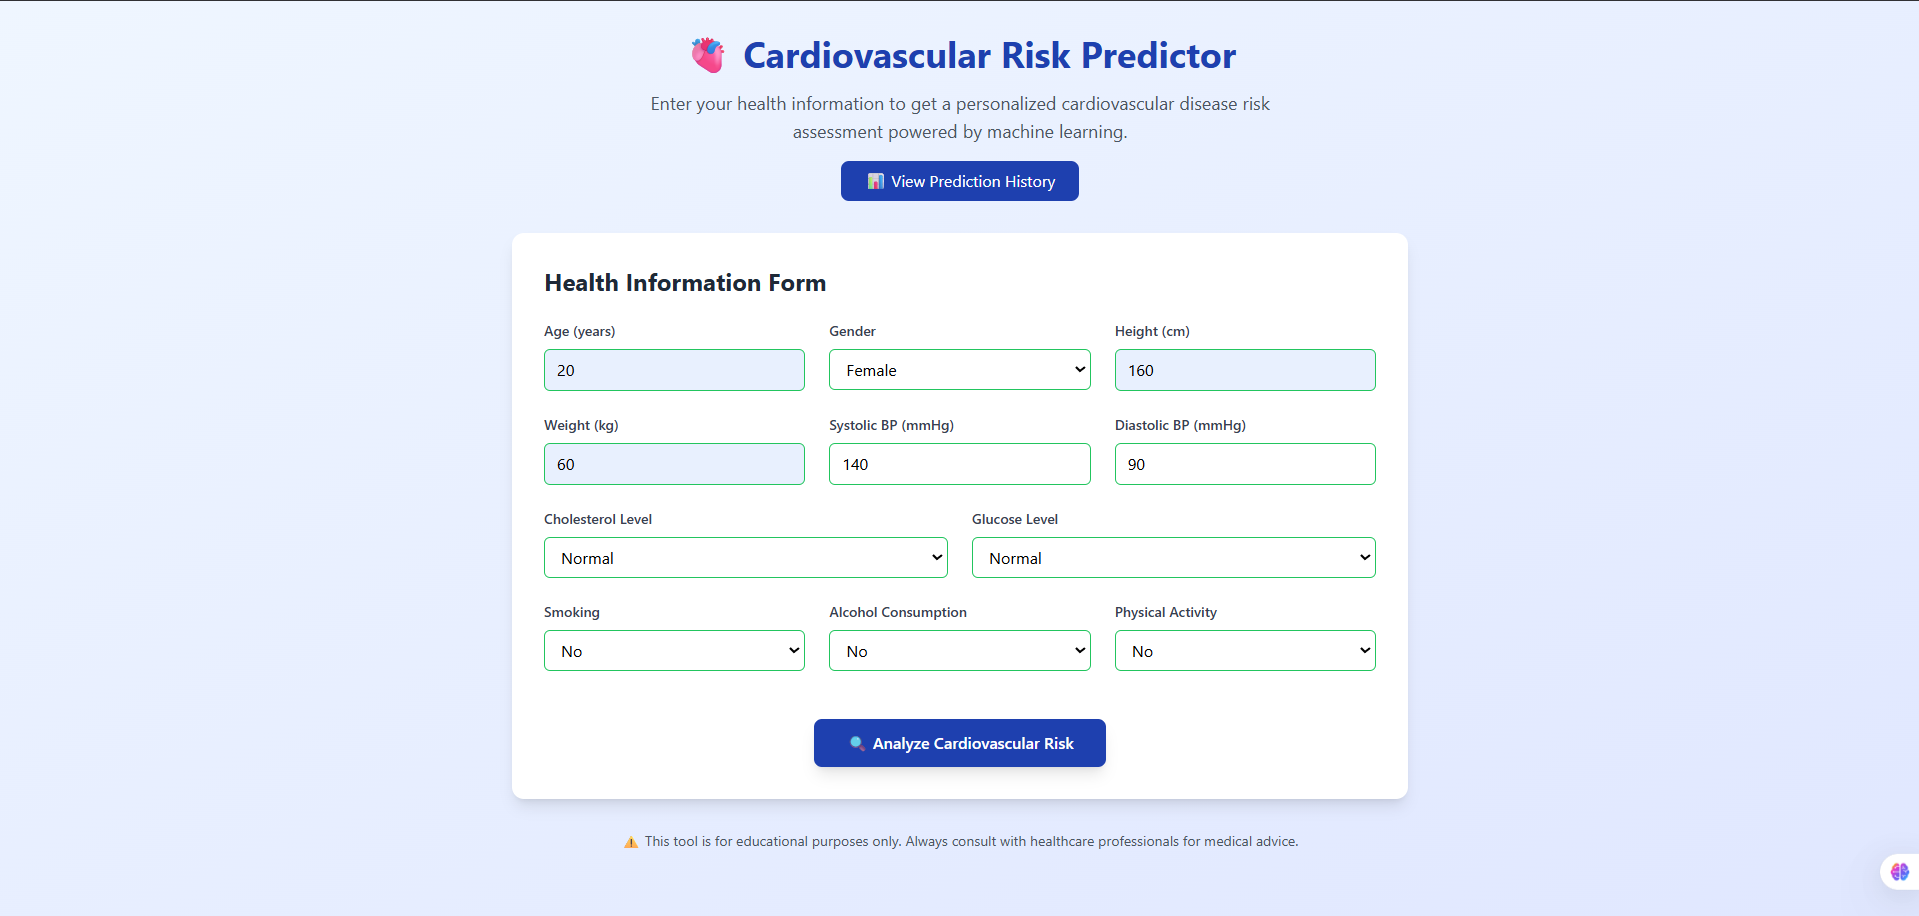 Cardiovascular Risk Predictor
Enter your health information to get a personalized cardiovascular disease risk
assessment powered by machine learning.
View Prediction History
Health Information Form
Age (years) Gender Height (cm)
20 Female 160
Weight (kg) Systolic BP (mmHg) Diastolic BP (mmHg)
60 140 90
Cholesterol Level Glucose Level
Normal Normal
Smoking Alcohol Consumption Physical Activity
No No No
Analyze Cardiovascular Risk
This tool is for educational purposes only. Always consult with healthcare professionals for medical advice.